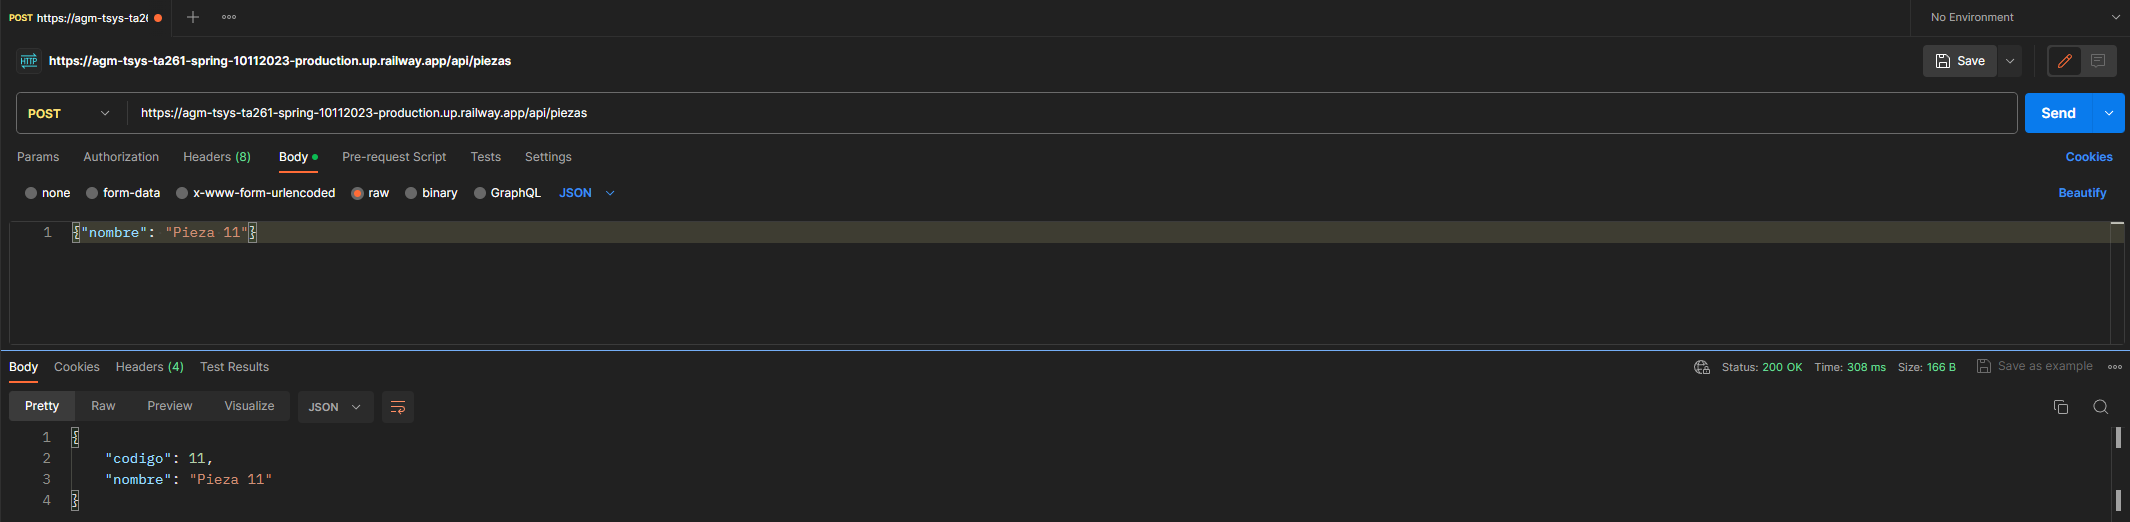 POST https://agm-tsys-ta26
No Environment
HTTP https://agm-tsys-ta261-spring-10112023-production.up.railway.app/api/piezas
Save
POST https://agm-tsys-ta261-spring-10112023-production.up.railway.app/api/piezas
Send
Params Authorization Headers (8) Body Pre-request Script Tests Settings Cookies
none form-data x-www-form-urlencoded raw binary GraphQL JSON Beautify
1 {"nombre": "Pieza 11"}
Body Cookies Headers (4) Test Results Status: 200 OK Time: 308 ms Size: 166 B Save as example
Pretty Raw Preview Visualize JSON
1 {
2 "codigo": 11,
3 "nombre": "Pieza 11"
4 }